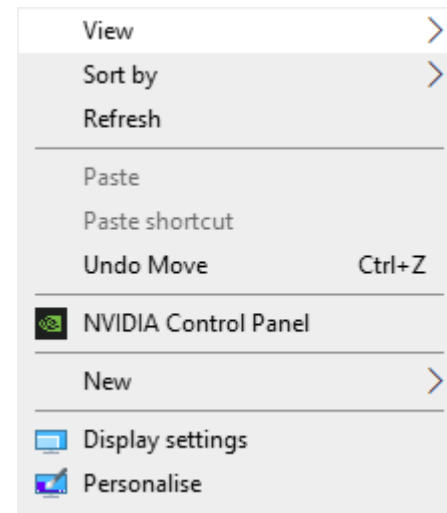 View
Sort by
Refresh
Paste
Paste shortcut
Undo Move Ctrl+Z
NVIDIA Control Panel
New
Display settings
Personalise